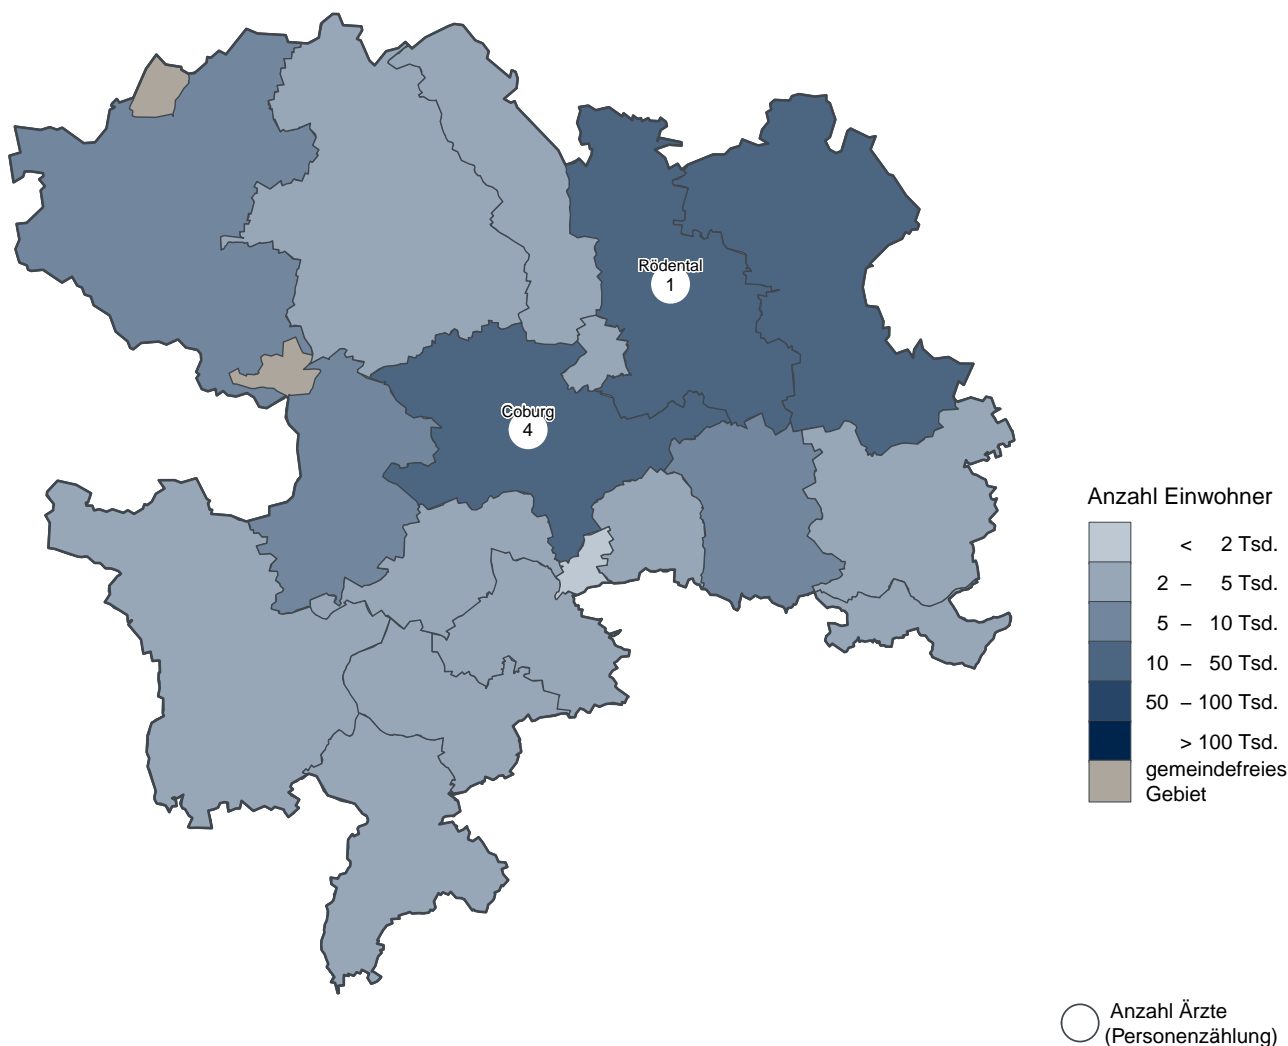 Rödental
1
Coburg
4
Anzahl Einwohner
< 2 Tsd.
2 – 5 Tsd.
5 – 10 Tsd.
10 – 50 Tsd.
50 – 100 Tsd.
> 100 Tsd.
gemeindefreies
Gebiet
Anzahl Ärzte
(Personenzählung)